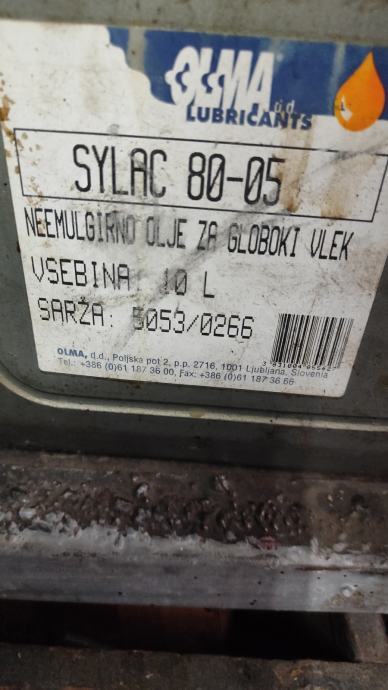 OLMA
d.d.
LUBRICANTS
SYLAC 80-05
NEEMULGIRNO OLJE ZA GLOBOKI VLEK
VSEBINA: 10 L
SARŽA: 5053/0266
OLMA, d.d., Poljska pot 2, p.p. 2716, 1001 Ljubljana, Slovenia
Tel.: +386 (0)61 187 36 00, Fax: +386 (0)61 187 36 66